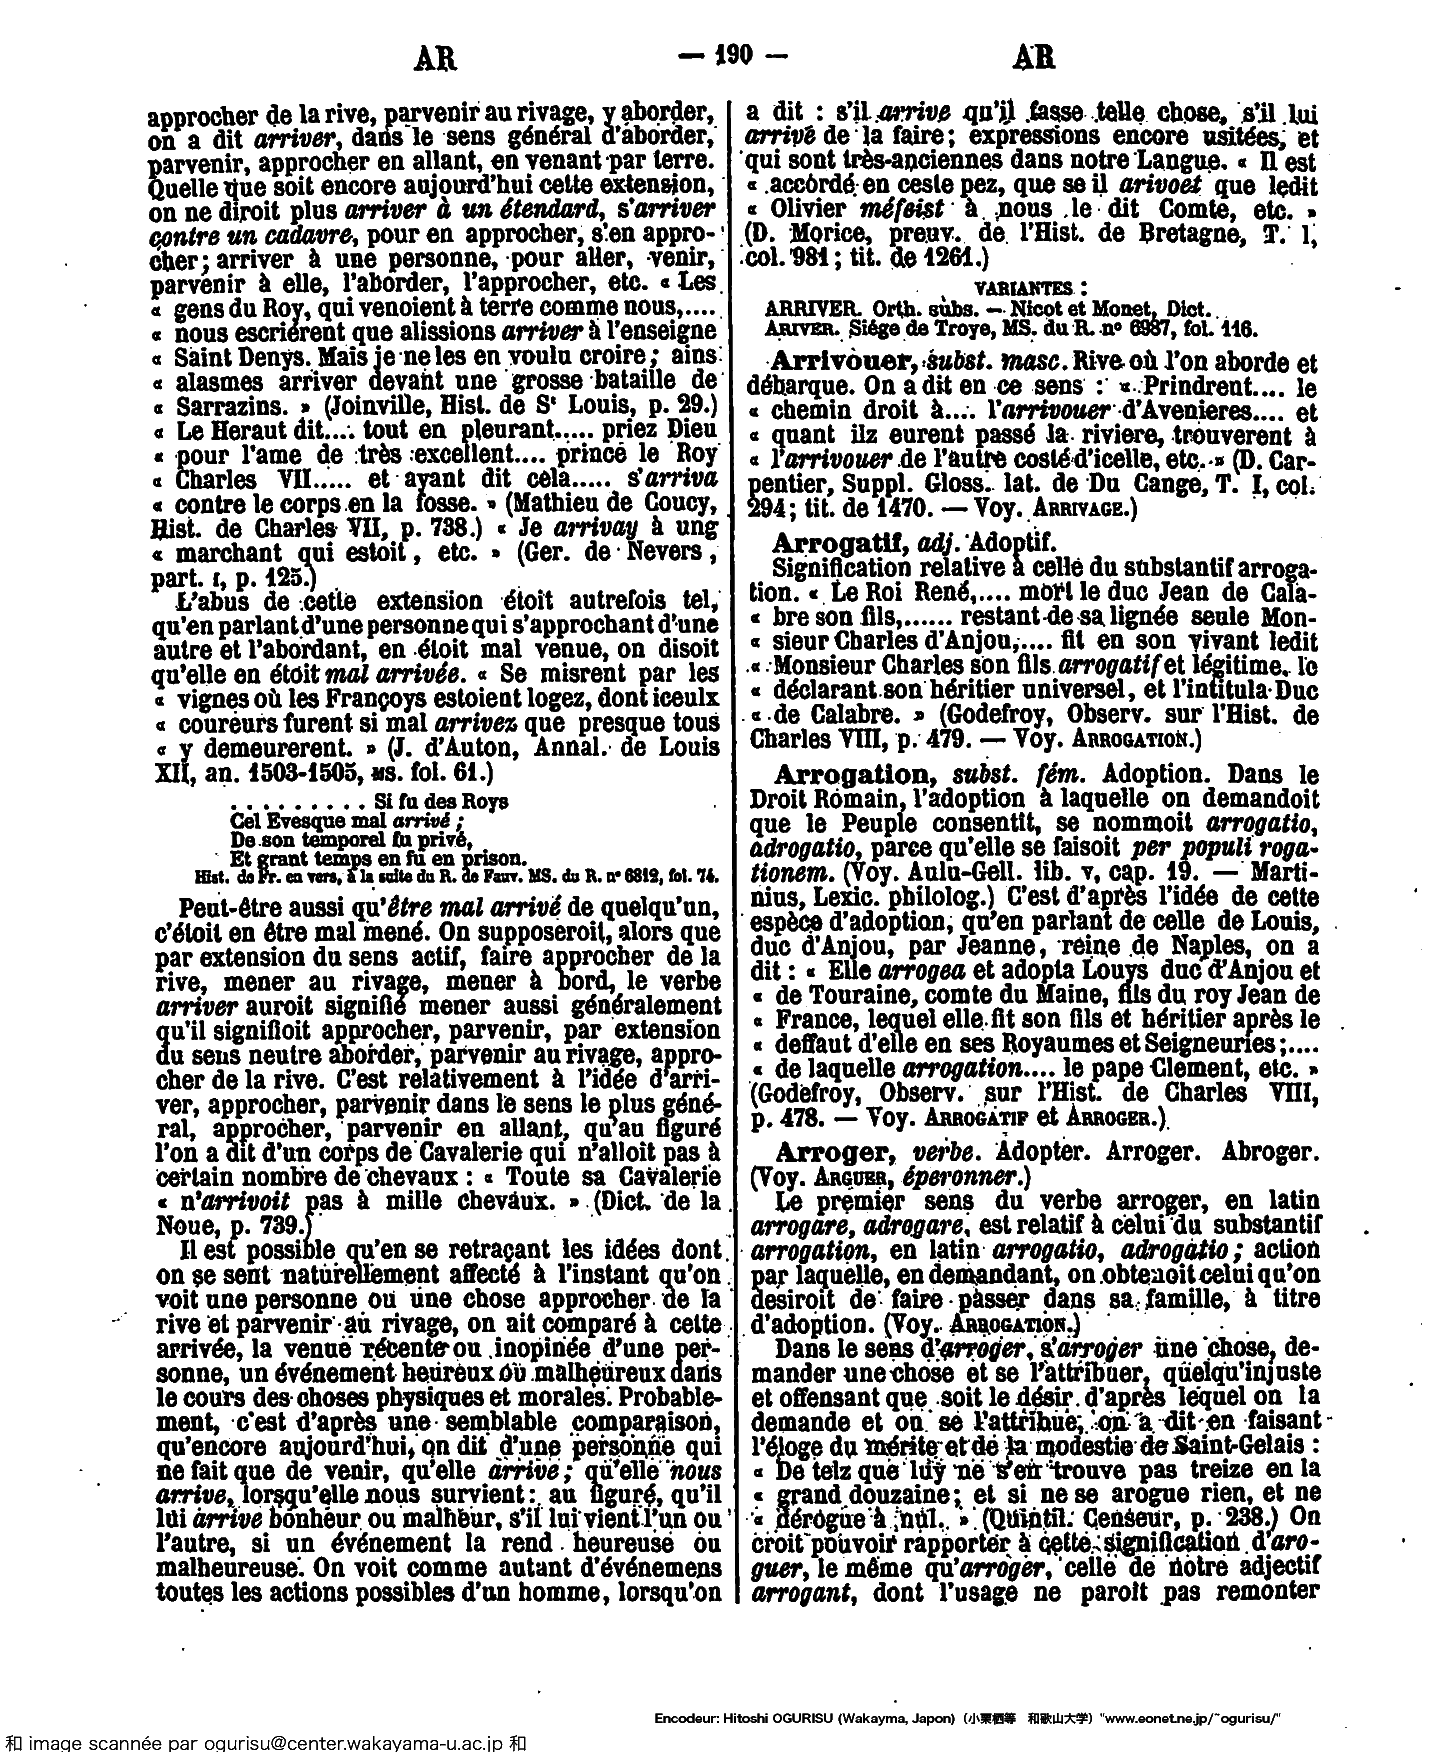 AR — 190 — AR
approcher de la rive, parvenir au rivage, y aborder,
on a dit arriver, dans le sens général d'aborder,
parvenir, approcher en allant, en venant par terre.
Quelle que soit encore aujourd'hui cette extension,
on ne diroit plus arriver à un étendard, s'arriver
contre un cadavre, pour en approcher, s'en appro-
cher; arriver à une personne, pour aller, venir,
parvenir à elle, l'aborder, l'approcher, etc. « Les
« gens du Roy, qui venoient à terre comme nous,....
« nous escrierent que alissions arriver à l'enseigne
« Saint Denys. Mais je ne les en voulu croire; ains
« alasmes arriver devant une grosse bataille de
« Sarrazins. » (Joinville, Hist. de St Louis, p. 29.)
« Le Heraut dit.... tout en pleurant..... priez Dieu
« pour l'ame de très excellent.... prince le Roy
« Charles VII..... et ayant dit cela..... s'arriva
« contre le corps en la fosse. » (Mathieu de Coucy,
Hist. de Charles VII, p. 738.) « Je arrivay à ung
« marchant qui estoit, etc. » (Ger. de Nevers,
part. I, p. 125.)
L'abus de cette extension étoit autrefois tel,
qu'en parlant d'une personne qui s'approchant d'une
autre et l'abordant, en étoit mal venue, on disoit
qu'elle en étoit mal arrivée. « Se misrent par les
« vignes où les Françoys estoient logez, dont iceulx
« coureurs furent si mal arrivez que presque tous
« y demeurerent. » (J. d'Auton, Annal. de Louis
XII, an. 1503-1505, MS. fol. 61.)
. . . . . . . . . Si fu des Roys
Cel Evesque mal arrivé;
De son temporel fu privé,
Et grant temps en fu en prison.
Hist. de Fr. en vers, à la suite du R. de Fauv. MS. du R. nº 6812, fol. 74.
Peut-être aussi qu'être mal arrivé de quelqu'un,
c'étoit en être mal mené. On supposeroit, alors que
par extension du sens actif, faire approcher de la
rive, mener au rivage, mener à bord, le verbe
arriver auroit signifié mener aussi généralement
qu'il signifioit approcher, parvenir, par extension
du sens neutre aborder, parvenir au rivage, appro-
cher de la rive. C'est relativement à l'idée d'arri-
ver, approcher, parvenir dans le sens le plus géné-
ral, approcher, parvenir en allant, qu'au figuré
l'on a dit d'un corps de Cavalerie qui n'alloit pas à
certain nombre de chevaux : « Toute sa Cavalerie
« n'arrivoit pas à mille chevaux. » (Dict. de la
Noue, p. 739.)
Il est possible qu'en se retraçant les idées dont
on se sent naturellement affecté à l'instant qu'on
voit une personne ou une chose approcher de la
rive et parvenir au rivage, on ait comparé à cette
arrivée, la venue récente ou inopinée d'une per-
sonne, un événement heureux ou malheureux dans
le cours des choses physiques et morales. Probable-
ment, c'est d'après une semblable comparaison,
qu'encore aujourd'hui, on dit d'une personne qui
ne fait que de venir, qu'elle arrive; qu'elle nous
arrive, lorsqu'elle nous survient; au figuré, qu'il
lui arrive bonheur ou malheur, s'il lui vient l'un ou
l'autre, si un événement la rend heureuse ou
malheureuse. On voit comme autant d'événemens
toutes les actions possibles d'un homme, lorsqu'on
a dit : s'il arrive qu'il fasse telle chose, s'il lui
arrive de la faire; expressions encore usitées, et
qui sont très-anciennes dans notre Langue. « Il est
« accordé en ceste pez, que se il arivoet que ledit
« Olivier méfeist à nous le dit Comte, etc. »
(D. Morice, preuv. de l'Hist. de Bretagne, T. I,
col. 981; tit. de 1261.)
VARIANTES :
ARRIVER. Orth. subs. — Nicot et Monet, Dict.
ARIVER. Siége de Troye, MS. du R. nº 6987, fol. 116.
Arrivouer, subst. masc. Rive où l'on aborde et
débarque. On a dit en ce sens : « Prindrent.... le
« chemin droit à.... l'arrivouer d'Avenieres.... et
« quant ilz eurent passé la riviere, trouverent à
« l'arrivouer de l'autre costé d'icelle, etc. » (D. Car-
pentier, Suppl. Gloss. lat. de Du Cange, T. I, col.
294; tit. de 1470. — Voy. ARRIVAGE.)
Arrogatif, adj. Adoptif.
Signification relative à celle du substantif arroga-
tion. « Le Roi René,.... mort le duc Jean de Cala-
« bre son fils,...... restant de sa lignée seule Mon-
« sieur Charles d'Anjou,.... fit en son vivant ledit
« Monsieur Charles son fils arrogatif et légitime, le
« déclarant son héritier universel, et l'intitula Duc
« de Calabre. » (Godefroy, Observ. sur l'Hist. de
Charles VIII, p. 479. — Voy. ARROGATION.)
Arrogation, subst. fém. Adoption. Dans le
Droit Romain, l'adoption à laquelle on demandoit
que le Peuple consentit, se nommoit arrogatio,
adrogatio, parce qu'elle se faisoit per populi roga-
tionem. (Voy. Aulu-Gell. lib. v, cap. 19. — Marti-
nius, Lexic. philolog.) C'est d'après l'idée de cette
espèce d'adoption, qu'en parlant de celle de Louis,
duc d'Anjou, par Jeanne, reine de Naples, on a
dit : « Elle arrogea et adopta Louys duc d'Anjou et
« de Touraine, comte du Maine, fils du roy Jean de
« France, lequel elle fit son fils et héritier après le
« deffaut d'elle en ses Royaumes et Seigneuries;....
« de laquelle arrogation.... le pape Clement, etc. »
(Godefroy, Observ. sur l'Hist. de Charles VIII,
p. 478. — Voy. ARROGATIF et ARROGER.)
Arroger, verbe. Adopter. Arroger. Abroger.
(Voy. ARGUER, éperonner.)
Le premier sens du verbe arroger, en latin
arrogare, adrogare, est relatif à celui du substantif
arrogation, en latin arrogatio, adrogatio; action
par laquelle, en demandant, on obtenoit celui qu'on
desiroit de faire passer dans sa famille, à titre
d'adoption. (Voy. ARROGATION.)
Dans le sens d'arroger, s'arroger une chose, de-
mander une chose et se l'attribuer, quelqu'injuste
et offensant que soit le désir d'après lequel on la
demande et on se l'attribue, on a dit en faisant
l'éloge du mérite et de la modestie de Saint-Gelais :
« De telz que luy ne s'en trouve pas treize en la
« grand douzaine; et si ne se arogue rien, et ne
« dérogue à nul. » (Quintil. Censeur, p. 238.) On
croit pouvoir rapporter à cette signification d'aro-
guer, le même qu'arroger, celle de notre adjectif
arrogant, dont l'usage ne paroît pas remonter
Encodeur: Hitoshi OGURISU (Wakayma, Japon) (小栗栖等 和歌山大学) "www.eonet.ne.jp/~ogurisu/"
和 image scannée par ogurisu@center.wakayama-u.ac.jp 和